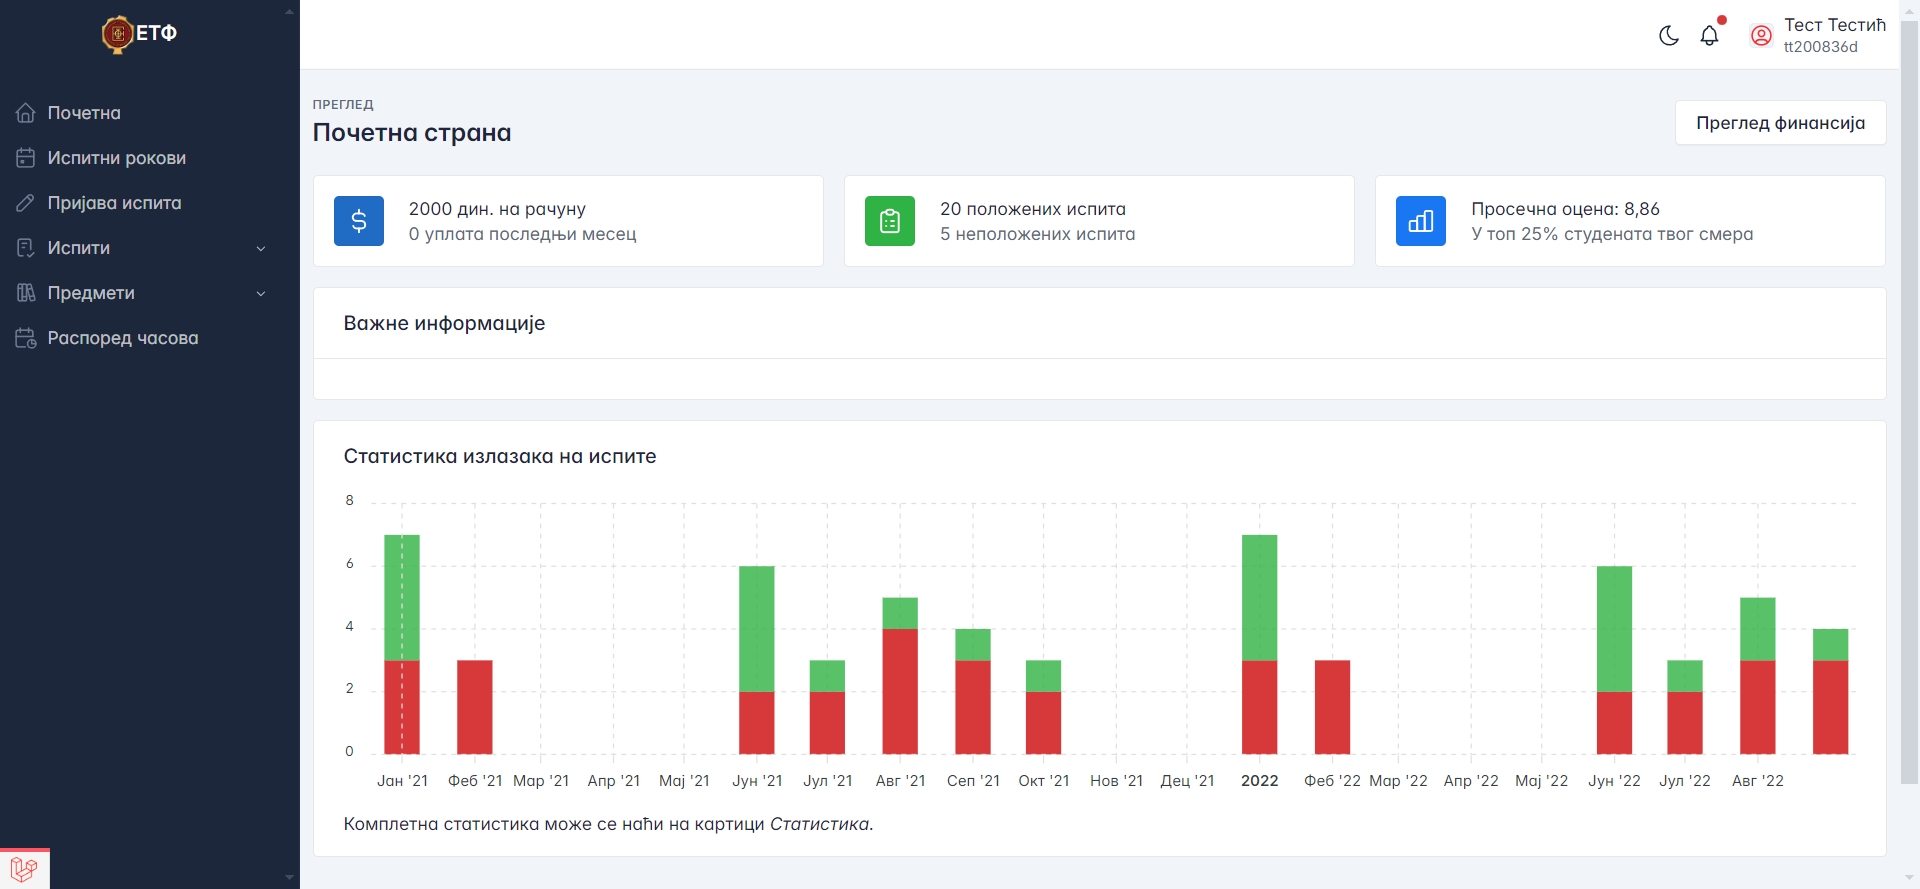 ЕТФ
Почетна
Испитни рокови
Пријава испита
Испити
Предмети
Распоред часова
Тест Тестић
tt200836d
ПРЕГЛЕД
Почетна страна
Преглед финансија
2000 дин. на рачуну
0 уплата последњи месец
20 положених испита
5 неположених испита
Просечна оцена: 8,86
У топ 25% студената твог смера
Важне информације
Статистика излазака на испите
8
6
4
2
0
Јан '21 Феб '21 Мар '21 Апр '21 Мај '21 Јун '21 Јул '21 Авг '21 Сеп '21 Окт '21 Нов '21 Дец '21 2022 Феб '22 Мар '22 Апр '22 Мај '22 Јун '22 Јул '22 Авг '22
Комплетна статистика може се наћи на картици Статистика.